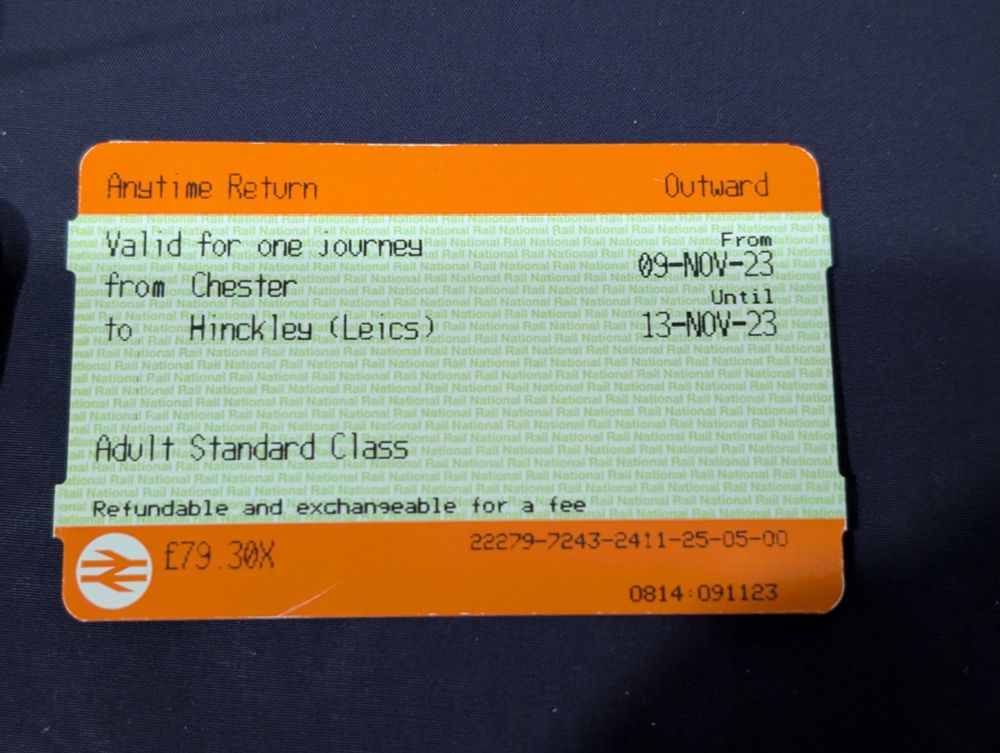 Anytime Return Outward
Valid for one journey From
09-NOV-23
from Chester
Until
to Hinckley (Leics) 13-NOV-23
Adult Standard Class
Refundable and exchangeable for a fee
£79.30X 22279-7243-2411-25-05-00
0814:091123